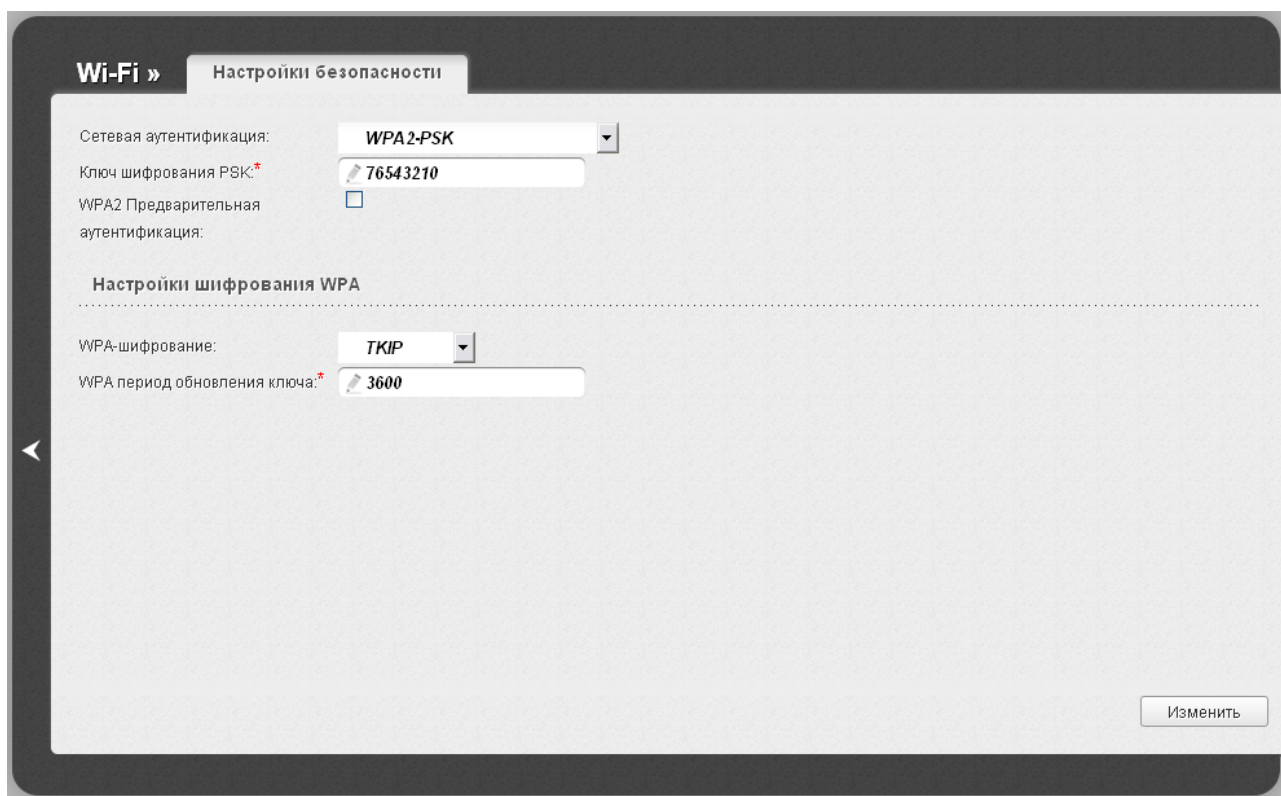 Wi-Fi »
Настройки безопасности
Сетевая аутентификация:
WPA2-PSK
Ключ шифрования PSK:*
76543210
WPA2 Предварительная
аутентификация:
Настройки шифрования WPA
WPA-шифрование:
TKIP
WPA период обновления ключа:*
3600
Изменить